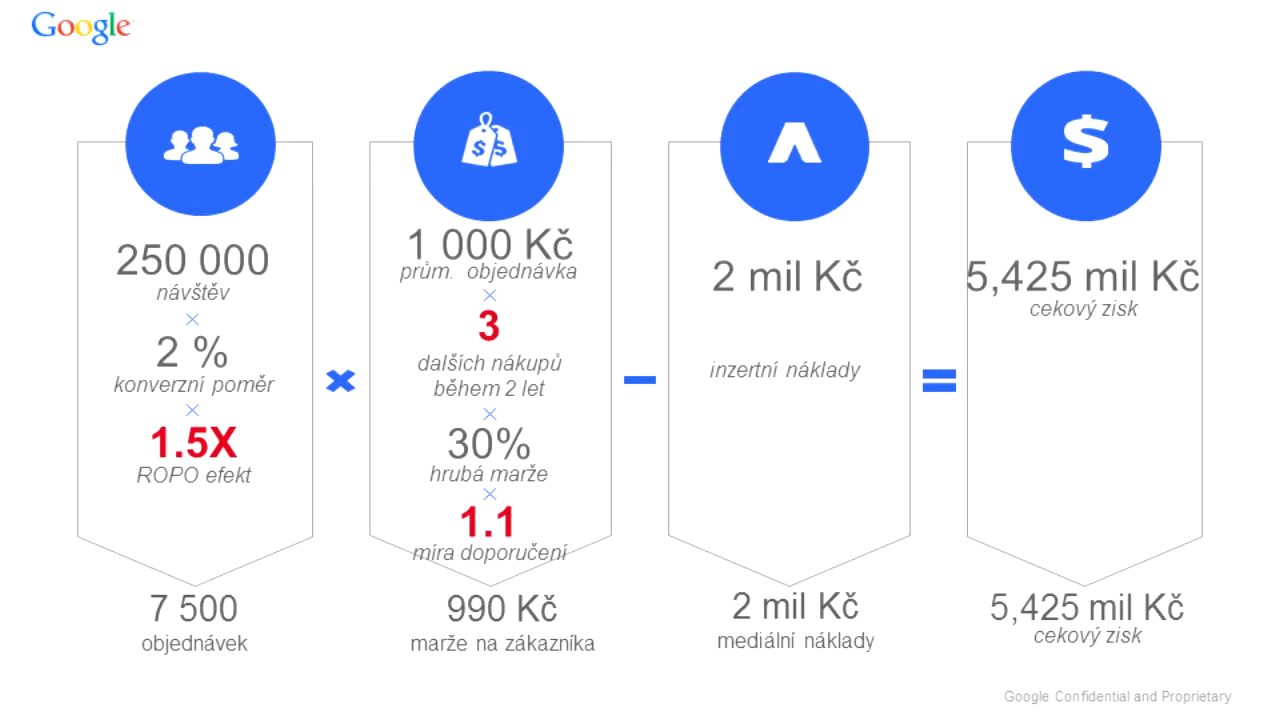 Google
250 000
návštěv
×
2 %
konverzní poměr
×
1.5X
ROPO efekt
7 500
objednávek
×
1 000 Kč
prům. objednávka
×
3
dalších nákupů
během 2 let
×
30%
hrubá marže
×
1.1
míra doporučení
990 Kč
marže na zákazníka
–
2 mil Kč
inzertní náklady
2 mil Kč
mediální náklady
=
5,425 mil Kč
cekový zisk
5,425 mil Kč
cekový zisk
Google Confidential and Proprietary